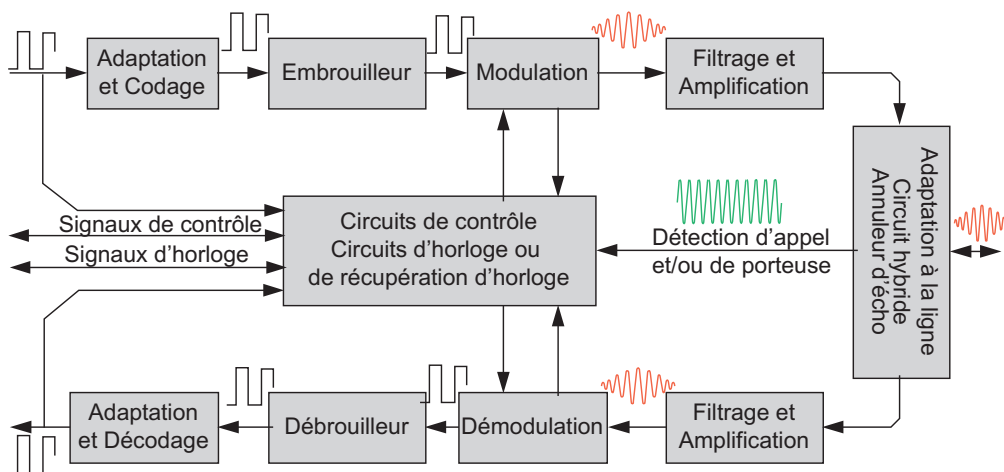 Adaptation
et Codage
Embrouilleur
Modulation
Filtrage et
Amplification
Adaptation à la ligne
Circuit hybride
Annuleur d'écho
Signaux de contrôle
Signaux d'horloge
Circuits de contrôle
Circuits d'horloge ou
de récupération d'horloge
Détection d'appel
et/ou de porteuse
Adaptation
et Décodage
Débrouilleur
Démodulation
Filtrage et
Amplification